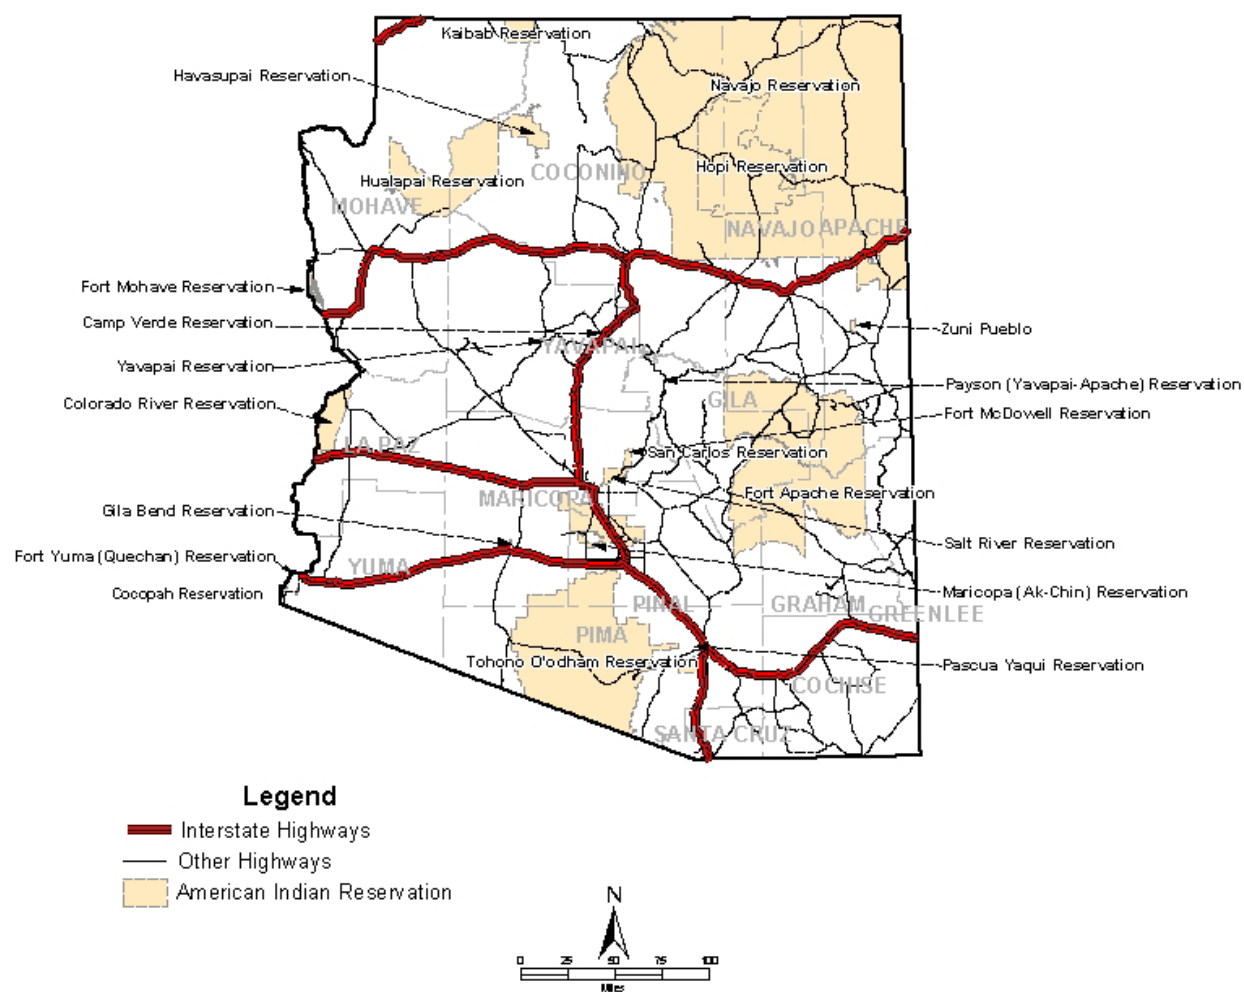 Kaibab Reservation
Havasupai Reservation
Navajo Reservation
Hopi Reservation
COCONINO
Hualapai Reservation
MOHAVE
NAVAJO
APACHE
Fort Mohave Reservation
Camp Verde Reservation
Zuni Pueblo
YAVAPAI
Yavapai Reservation
Payson (Yavapai-Apache) Reservation
Colorado River Reservation
GILA
Fort McDowell Reservation
LA PAZ
San Carlos Reservation
MARICOPA
Fort Apache Reservation
Gila Bend Reservation
Salt River Reservation
Fort Yuma (Quechan) Reservation
YUMA
Cocopah Reservation
Maricopa (Ak-Chin) Reservation
PINAL
GRAHAM
GREENLEE
PIMA
Tohono O'odham Reservation
Pascua Yaqui Reservation
COCHISE
SANTA CRUZ
Legend
Interstate Highways
Other Highways
American Indian Reservation
N
0 25 50 75 100
Miles